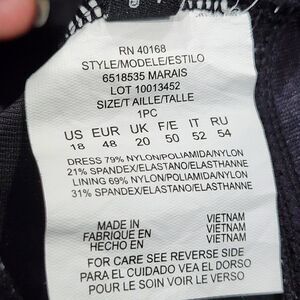 RN 40168
STYLE/MODELE/ESTILO
6518535 MARAIS
LOT 10013452
SIZE/T AILLE/TALLE
1PC
US EUR UK F/E IT RU
18 48 20 50 52 54
DRESS 79% NYLON/POLIAMIDA/NYLON
21% SPANDEX/ELASTANO/ELASTHANNE
LINING 69% NYLON/POLIAMIDA/NYLON
31% SPANDEX/ELASTANO/ELASTHANNE
MADE IN VIETNAM
FABRIQUE EN VIETNAM
HECHO EN VIETNAM
FOR CARE SEE REVERSE SIDE
PARA EL CUIDADO VEA EL DORSO
POUR LE SOIN VOIR LE VERSO